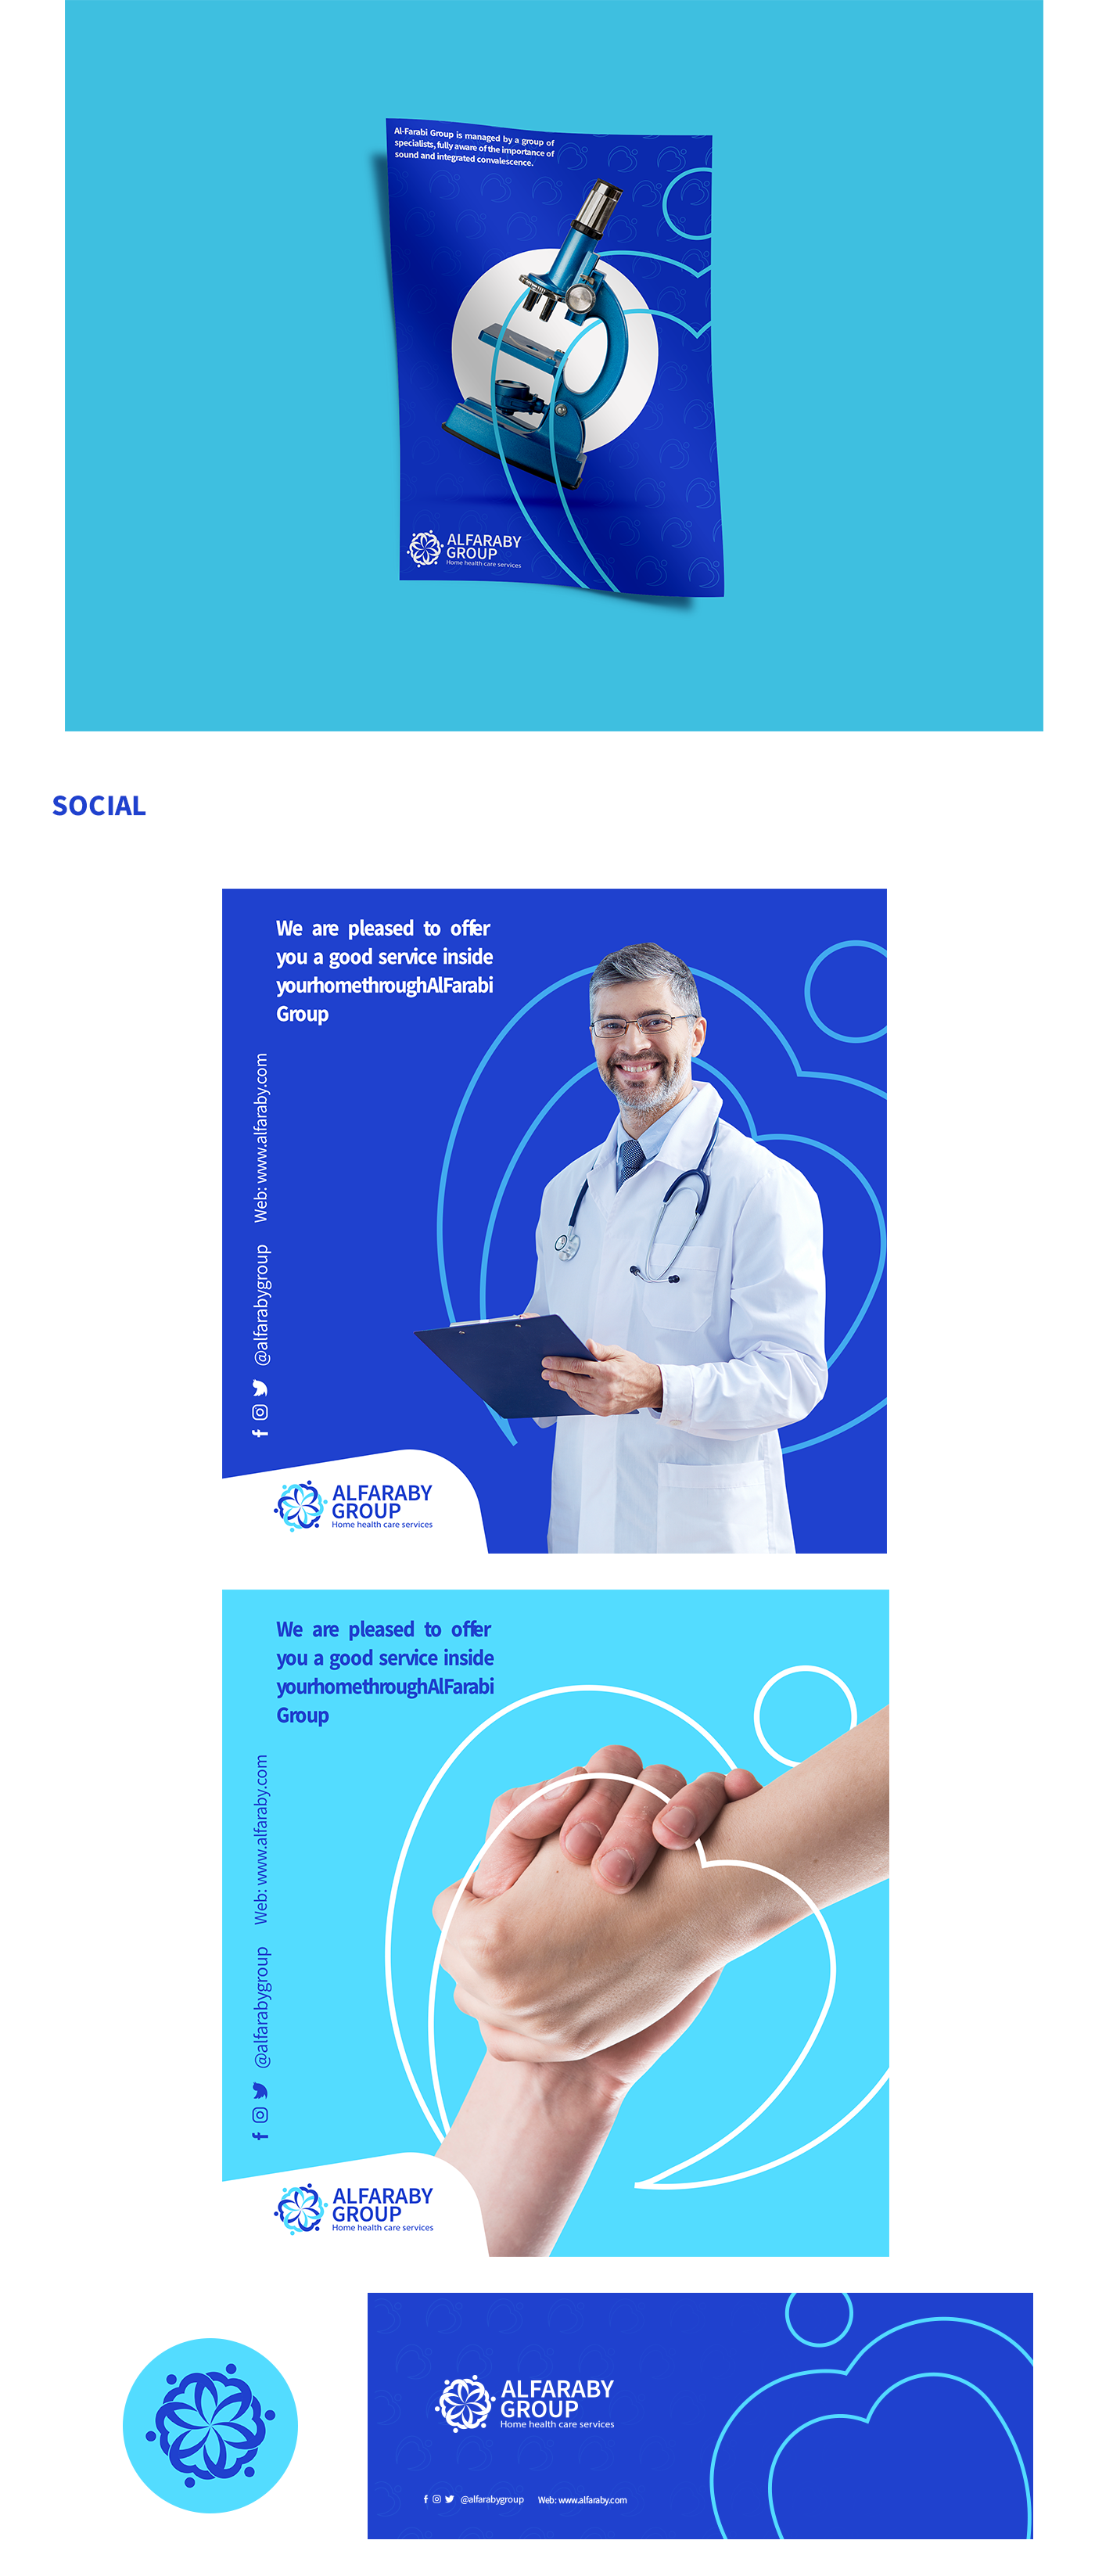 Al-Farabi Group is managed by a group of
specialists, fully aware of the importance of
sound and integrated convalescence.
ALFARABY
GROUP
Home health care services
SOCIAL
We are pleased to offer
you a good service inside
yourhomethroughAlFarabi
Group
@alfarabygroup Web: www.alfaraby.com
ALFARABY
GROUP
Home health care services
We are pleased to offer
you a good service inside
yourhomethroughAlFarabi
Group
@alfarabygroup Web: www.alfaraby.com
ALFARABY
GROUP
Home health care services
ALFARABY
GROUP
Home health care services
@alfarabygroup Web: www.alfaraby.com